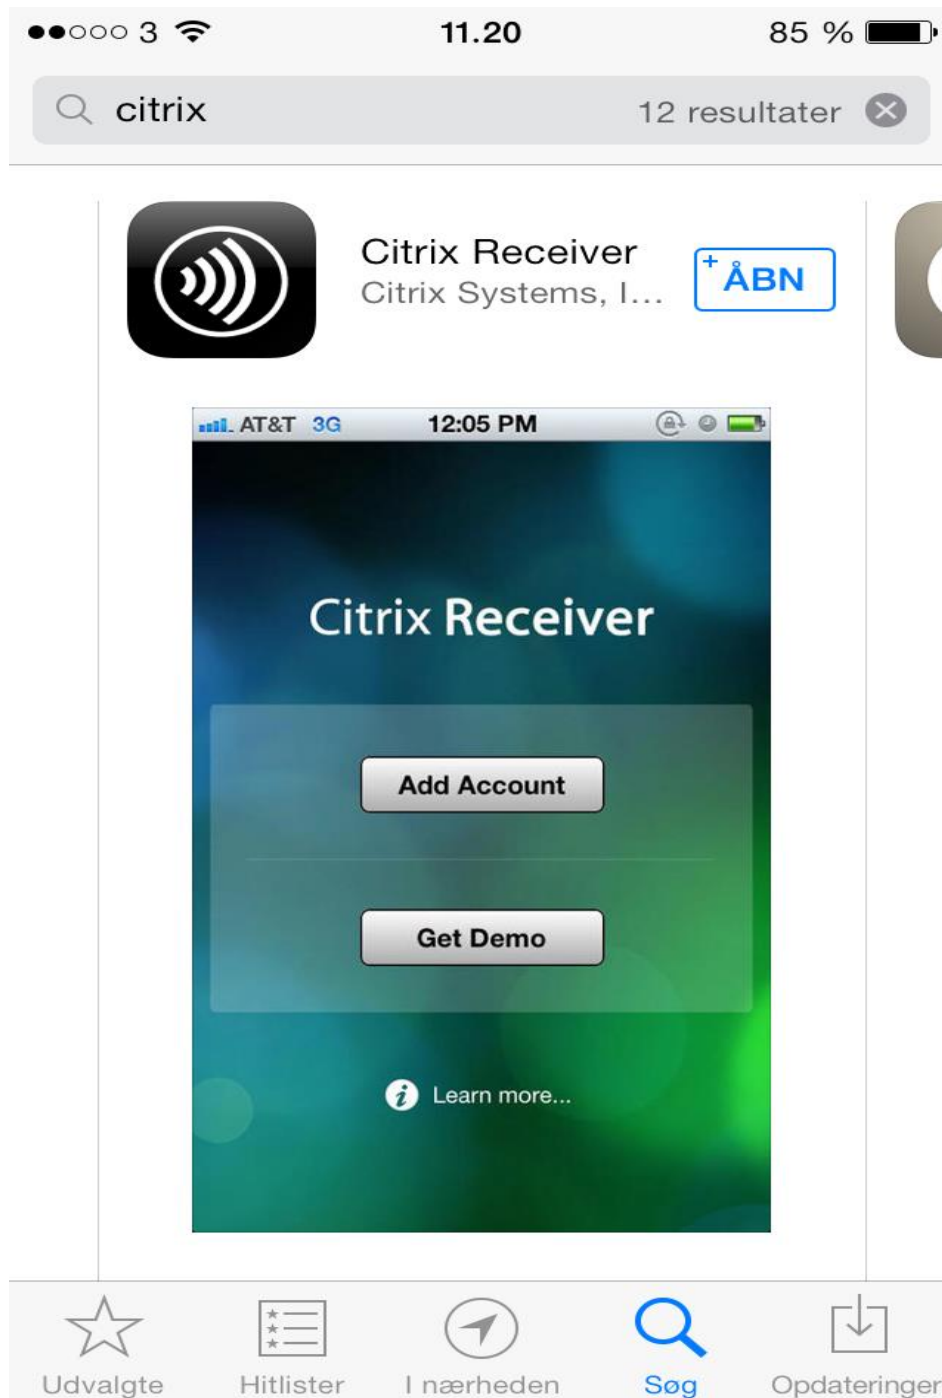 3 11.20 85 %
citrix 12 resultater
Citrix Receiver
Citrix Systems, I...
+ ÅBN
AT&T 3G 12:05 PM
Citrix Receiver
Add Account
Get Demo
i Learn more...
Udvalgte Hitlister I nærheden Søg Opdateringer